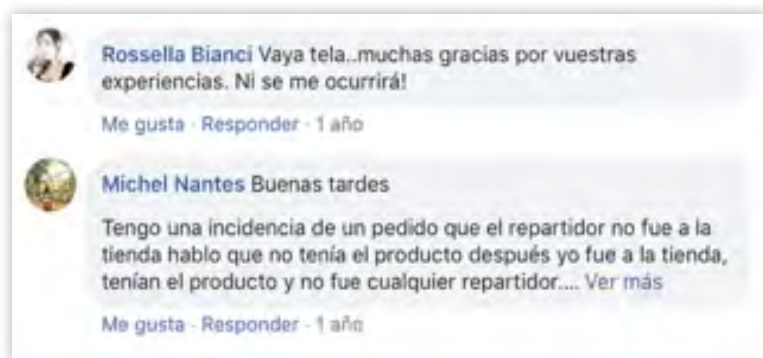 Rossella Bianci Vaya tela..muchas gracias por vuestras
experiencias. Ni se me ocurrirá!
Me gusta · Responder · 1 año
Michel Nantes Buenas tardes
Tengo una incidencia de un pedido que el repartidor no fue a la
tienda hablo que no tenía el producto después yo fue a la tienda,
tenían el producto y no fue cualquier repartidor.... Ver más
Me gusta · Responder · 1 año